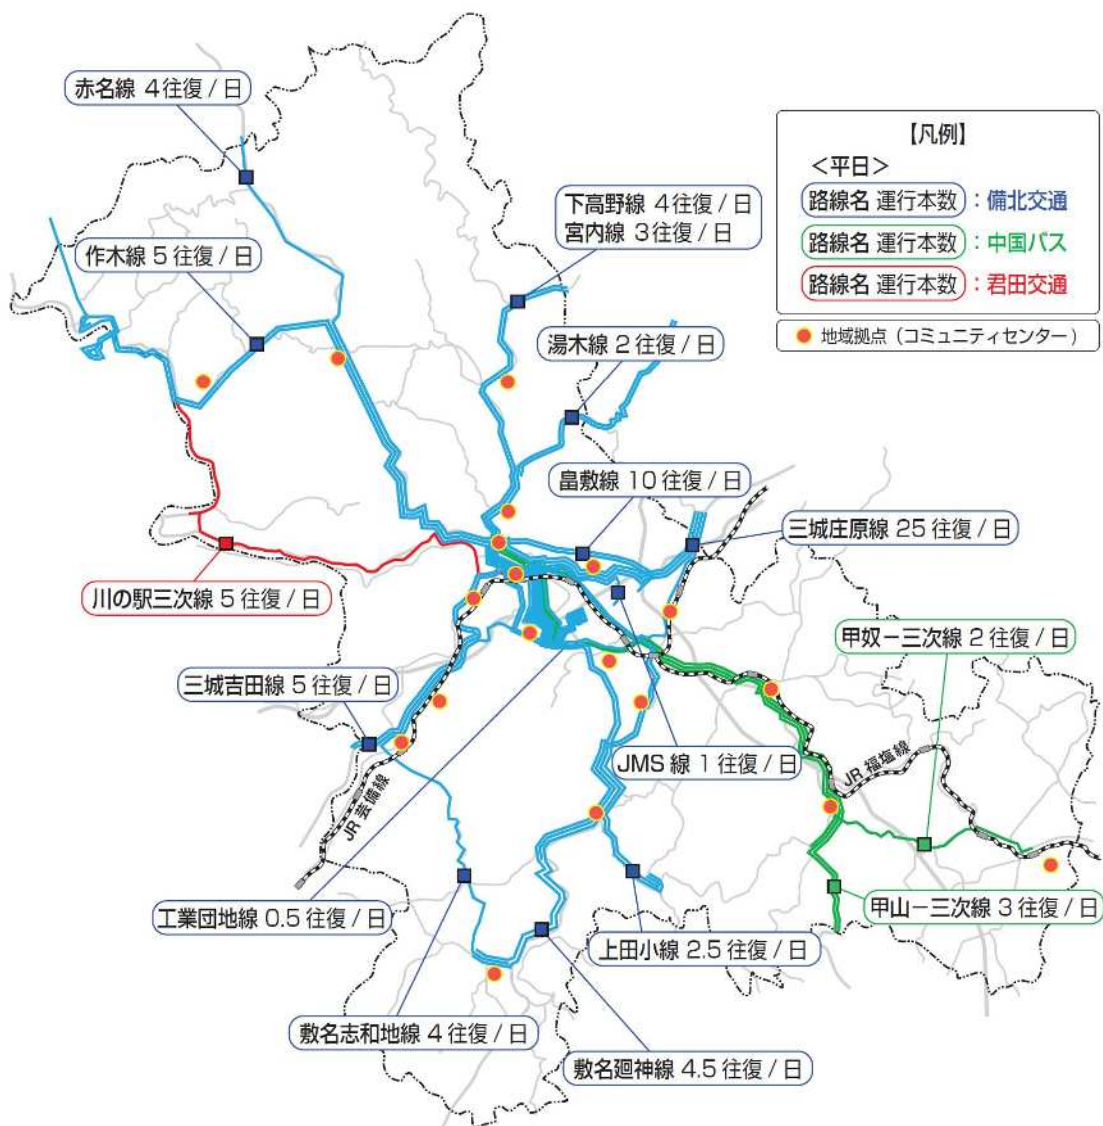 赤名線 4往復/日
【凡例】
<平日>
路線名 運行本数:備北交通
路線名 運行本数:中国バス
路線名 運行本数:君田交通
地域拠点(コミュニティセンター)
下高野線 4往復/日
宮内線 3往復/日
作木線 5往復/日
湯木線 2往復/日
畠敷線 10往復/日
三城庄原線 25往復/日
川の駅三次線 5往復/日
甲奴-三次線 2往復/日
三城吉田線 5往復/日
JMS線 1往復/日
JR 福塩線
JR 芸備線
工業団地線 0.5往復/日
甲山-三次線 3往復/日
上田小線 2.5往復/日
敷名志和地線 4往復/日
敷名廻神線 4.5往復/日